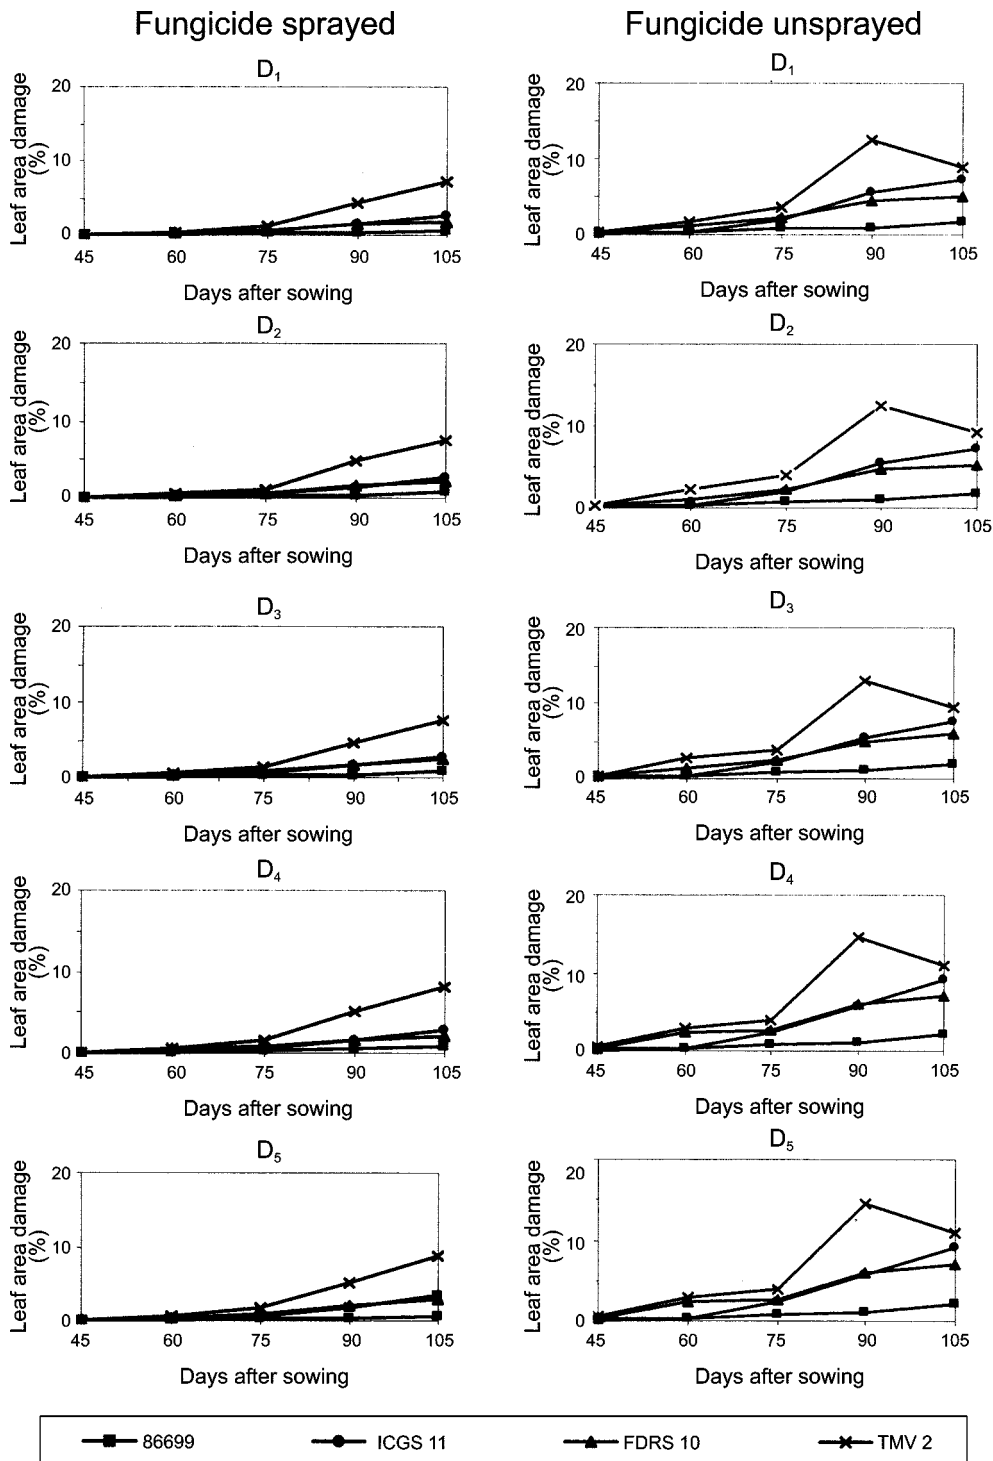 Fungicide sprayed
Fungicide unsprayed
D1
Leaf area damage
(%)
20
10
0
45 60 75 90 105
Days after sowing
D1
Leaf area damage
(%)
20
10
0
45 60 75 90 105
Days after sowing
D2
Leaf area damage
(%)
20
10
0
45 60 75 90 105
Days after sowing
D2
Leaf area damage
(%)
20
10
0
45 60 75 90 105
Days after sowing
D3
Leaf area damage
(%)
20
10
0
45 60 75 90 105
Days after sowing
D3
Leaf area damage
(%)
20
10
0
45 60 75 90 105
Days after sowing
D4
Leaf area damage
(%)
20
10
0
45 60 75 90 105
Days after sowing
D4
Leaf area damage
(%)
20
10
0
45 60 75 90 105
Days after sowing
D5
Leaf area damage
(%)
20
10
0
45 60 75 90 105
Days after sowing
D5
Leaf area damage
(%)
20
10
0
45 60 75 90 105
Days after sowing
86699 ICGS 11 FDRS 10 TMV 2